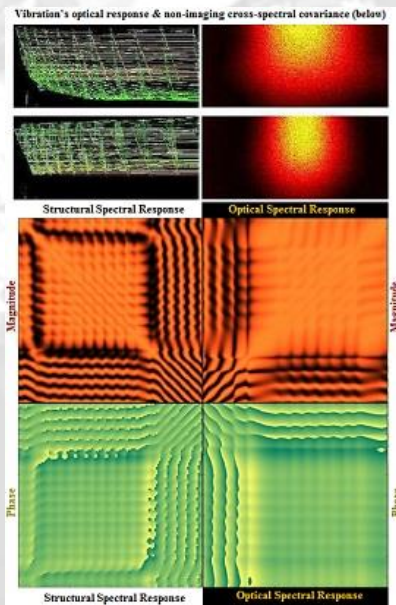 Vibration's optical response & non-imaging cross-spectral covariance (below)
Structural Spectral Response
Optical Spectral Response
Magnitude
Magnitude
Phase
Phase
Structural Spectral Response
Optical Spectral Response